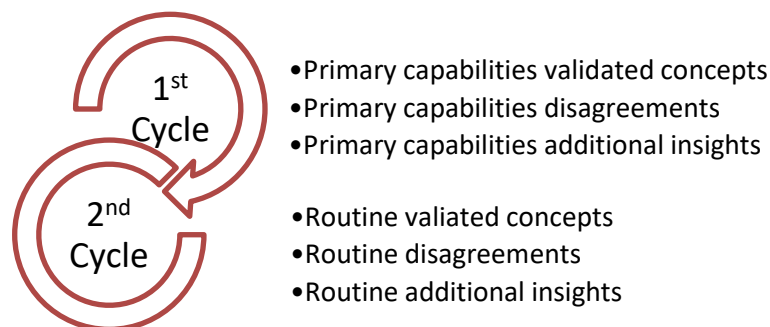 1st
Cycle
•Primary capabilities validated concepts
•Primary capabilities disagreements
•Primary capabilities additional insights
2nd
Cycle
•Routine valiated concepts
•Routine disagreements
•Routine additional insights